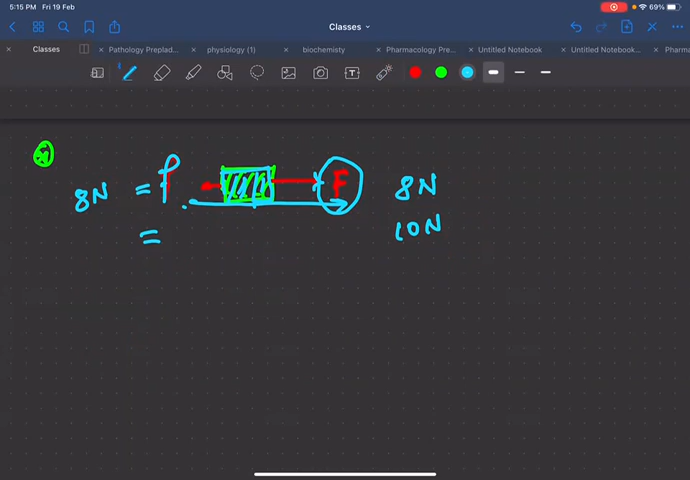 5:15 PM Fri 19 Feb
69%
Classes
Classes
Pathology Preplad...
physiology (1)
biochemisty
Pharmacology Pre...
Untitled Notebook
Untitled Notebook...
Pharma
T
8N = f F 8N
= 10N